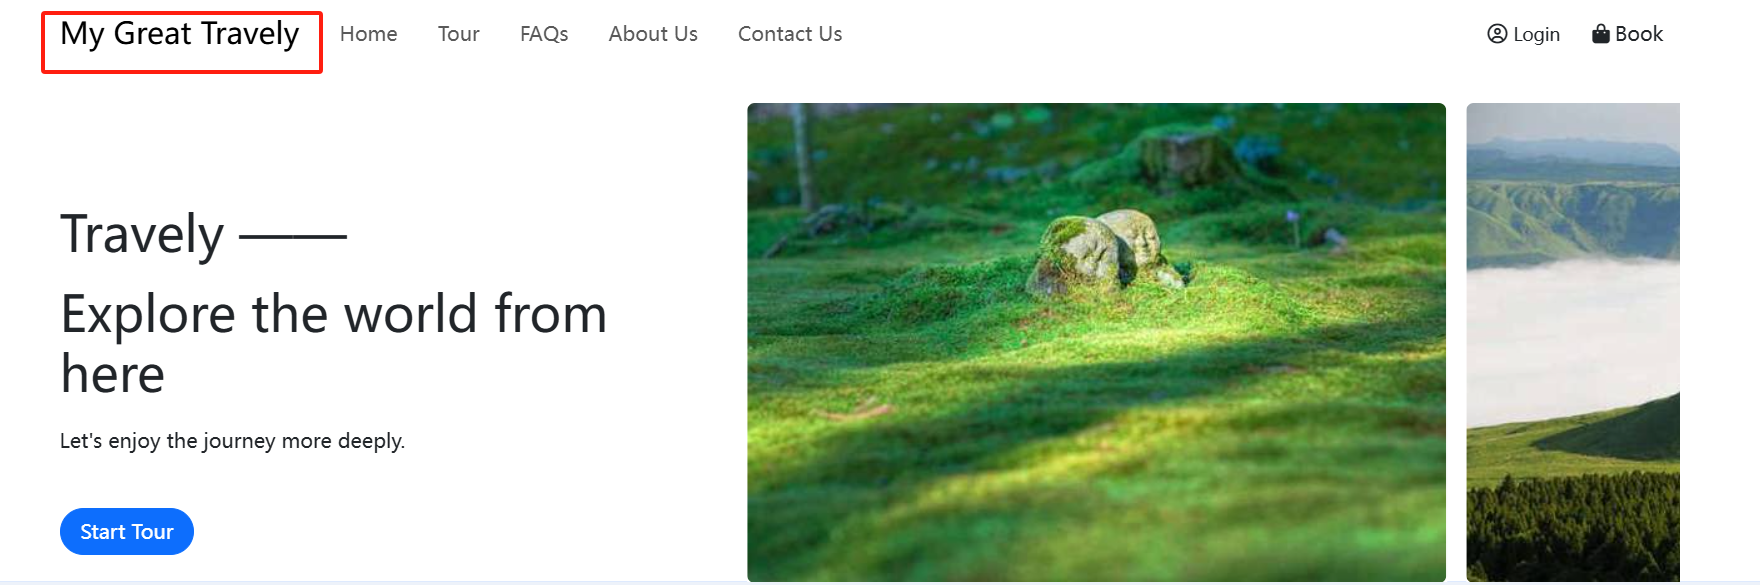 My Great Travely
Home
Tour
FAQs
About Us
Contact Us
Login
Book
Travely ——
Explore the world from
here
Let's enjoy the journey more deeply.
Start Tour